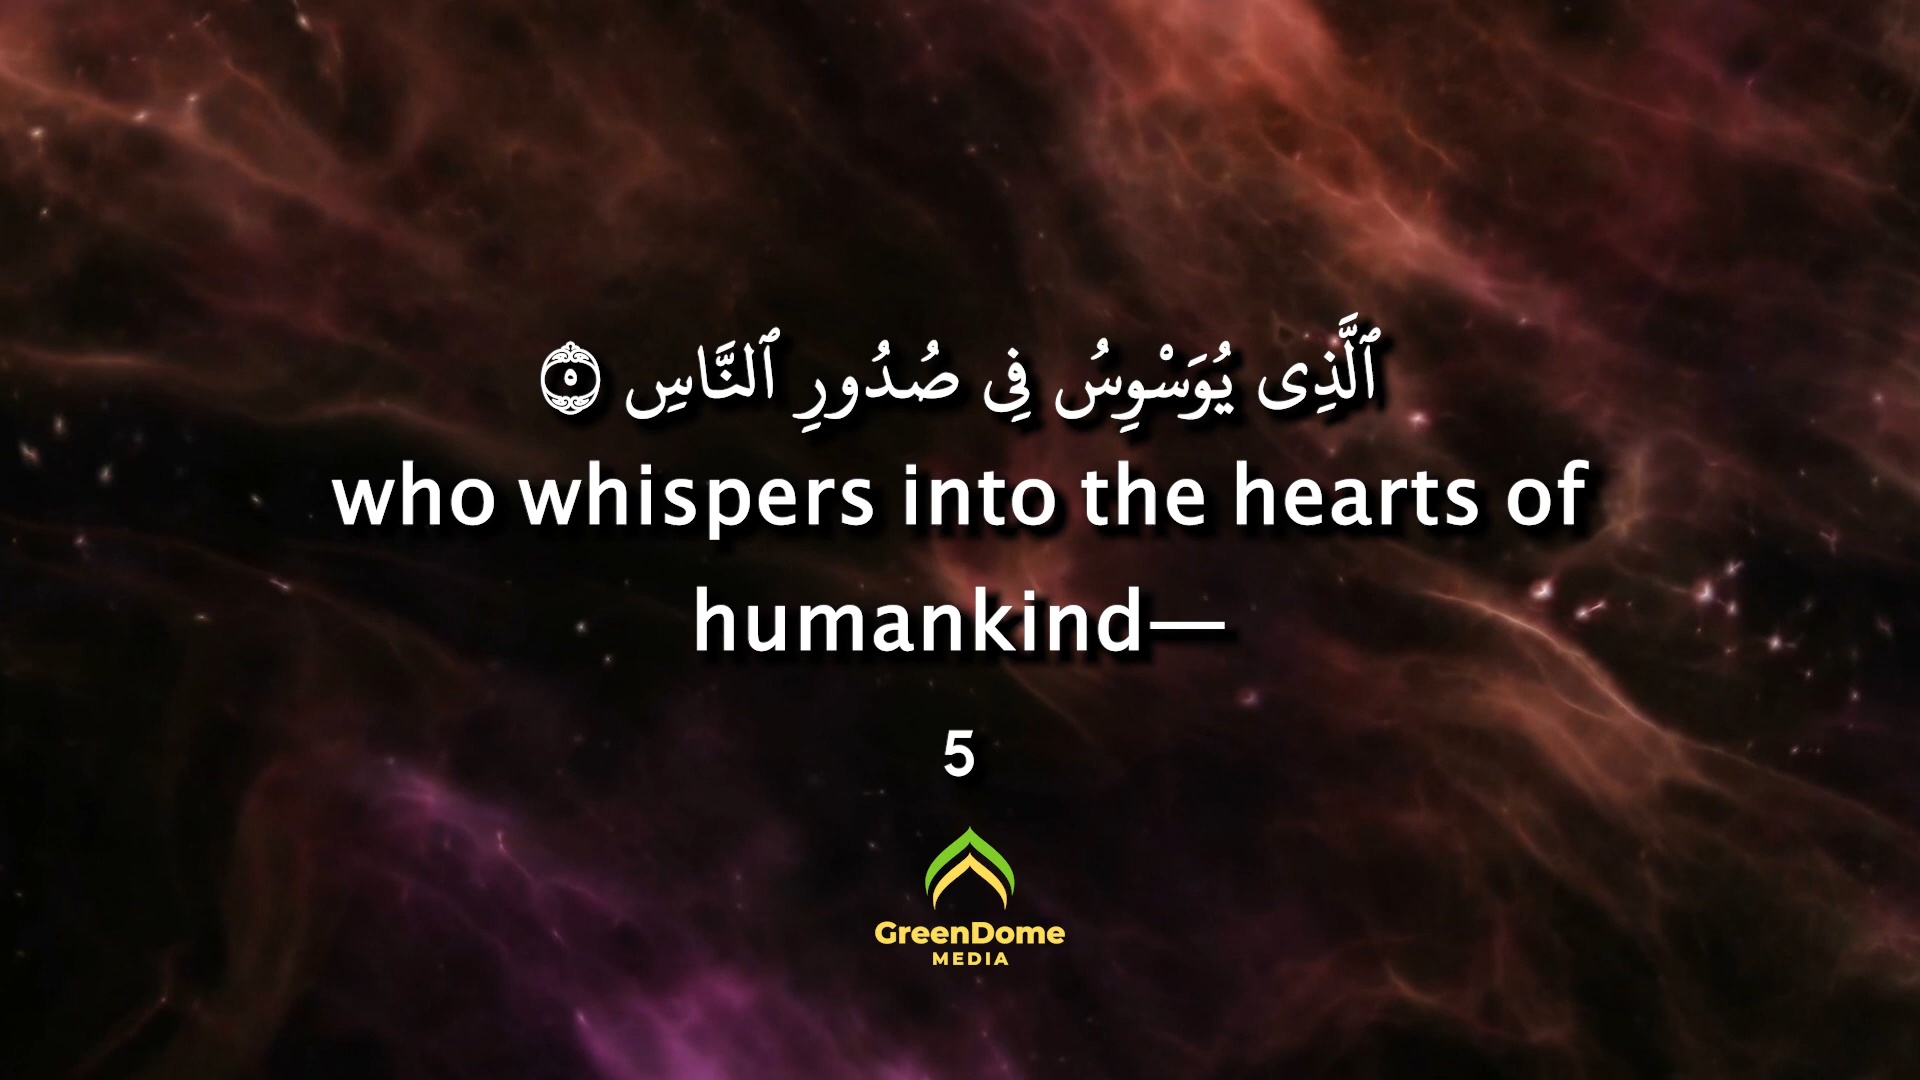 ٱلَّذِى يُوَسْوِسُ فِى صُدُورِ ٱلنَّاسِ ٥
who whispers into the hearts of
humankind—
5
GreenDome
MEDIA